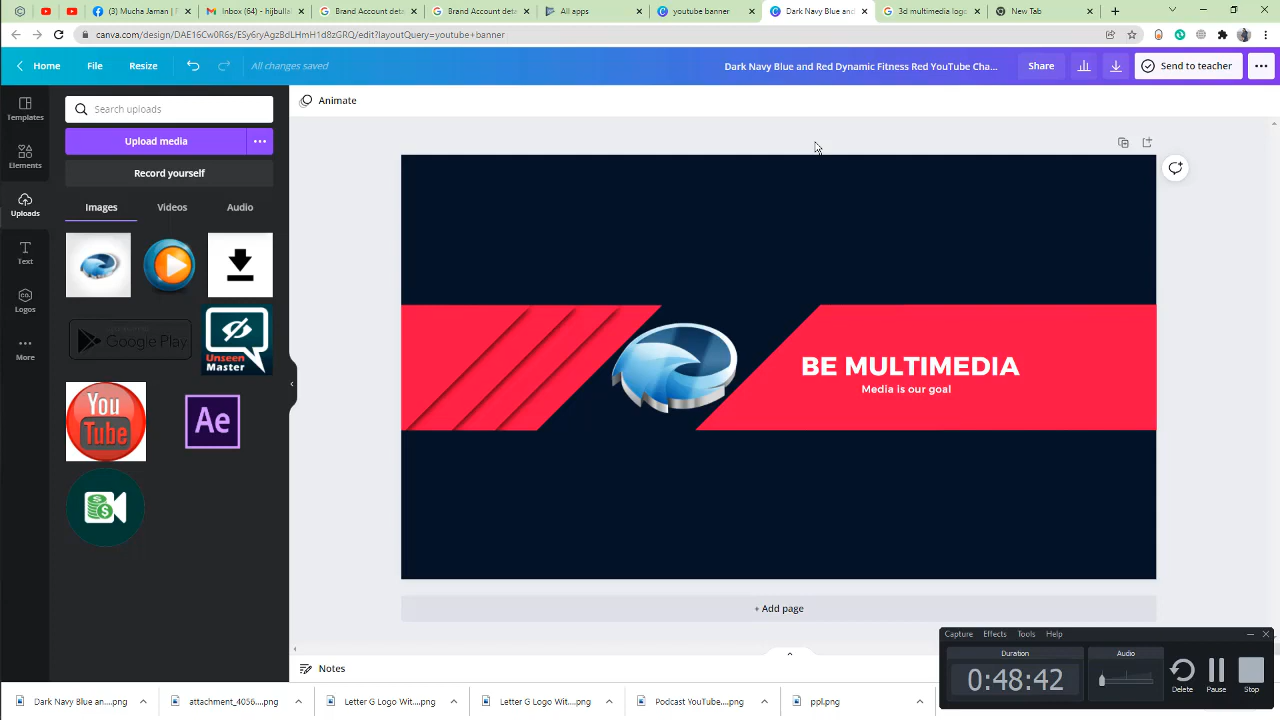 (3) Mucha Jaman | F
Inbox (64) - hijbullah
Brand Account deta
Brand Account deta
All apps
youtube banner
Dark Navy Blue and
3d multimedia logo
New Tab
canva.com/design/DAE16Cw0R6s/ESy6ryAgzBdLHmH1d8zGRQ/edit?layoutQuery=youtube+banner
Home
File
Resize
All changes saved
Dark Navy Blue and Red Dynamic Fitness Red YouTube Cha...
Share
Send to teacher
Templates
Elements
Uploads
Text
Logos
More
Search uploads
Upload media
Record yourself
Images
Videos
Audio
Google Play
Unseen
Master
You
Tube
Ae
Animate
BE MULTIMEDIA
Media is our goal
+ Add page
Notes
Capture
Effects
Tools
Help
Duration
Audio
0:48:42
Delete
Pause
Stop
Dark Navy Blue an....png
attachment_4056....png
Letter G Logo Wit....png
Letter G Logo Wit....png
Podcast YouTube....png
ppl.png